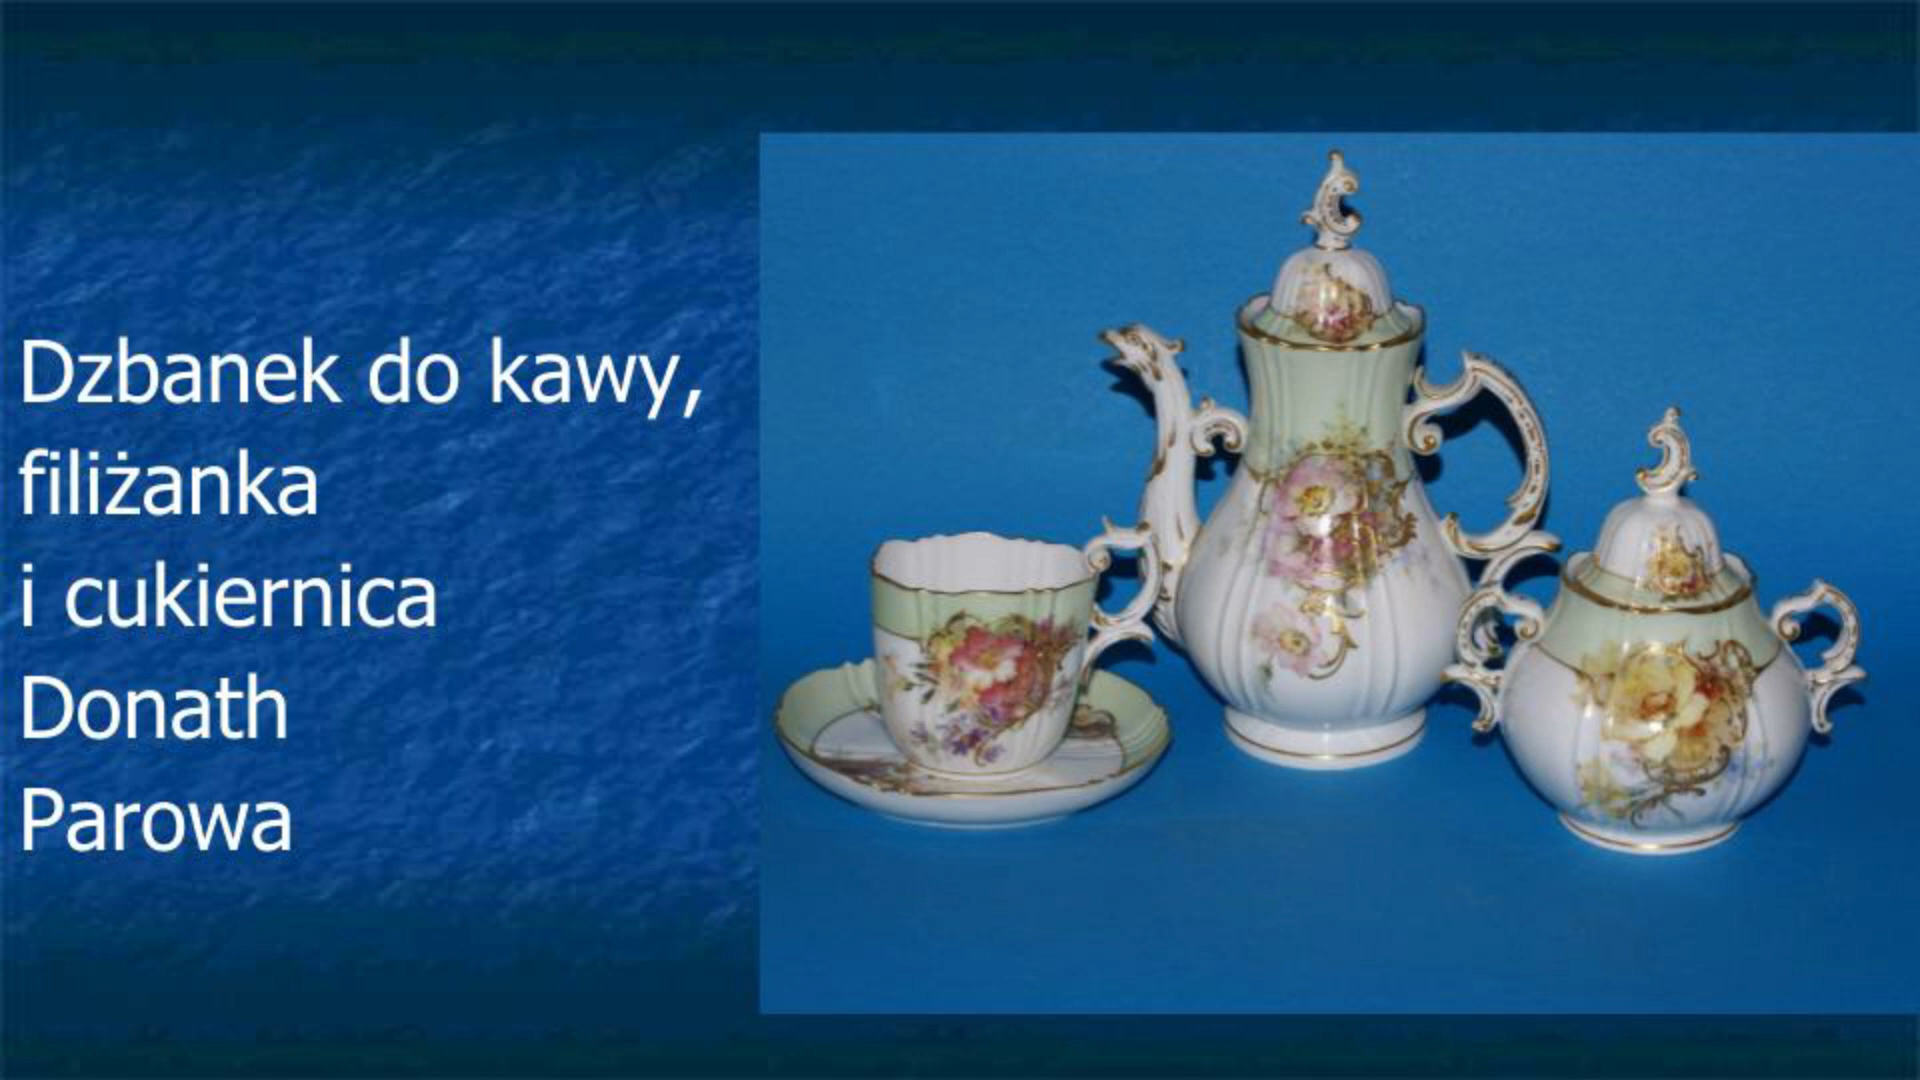 Dzbanek do kawy,
filiżanka
i cukiernica
Donath
Parowa